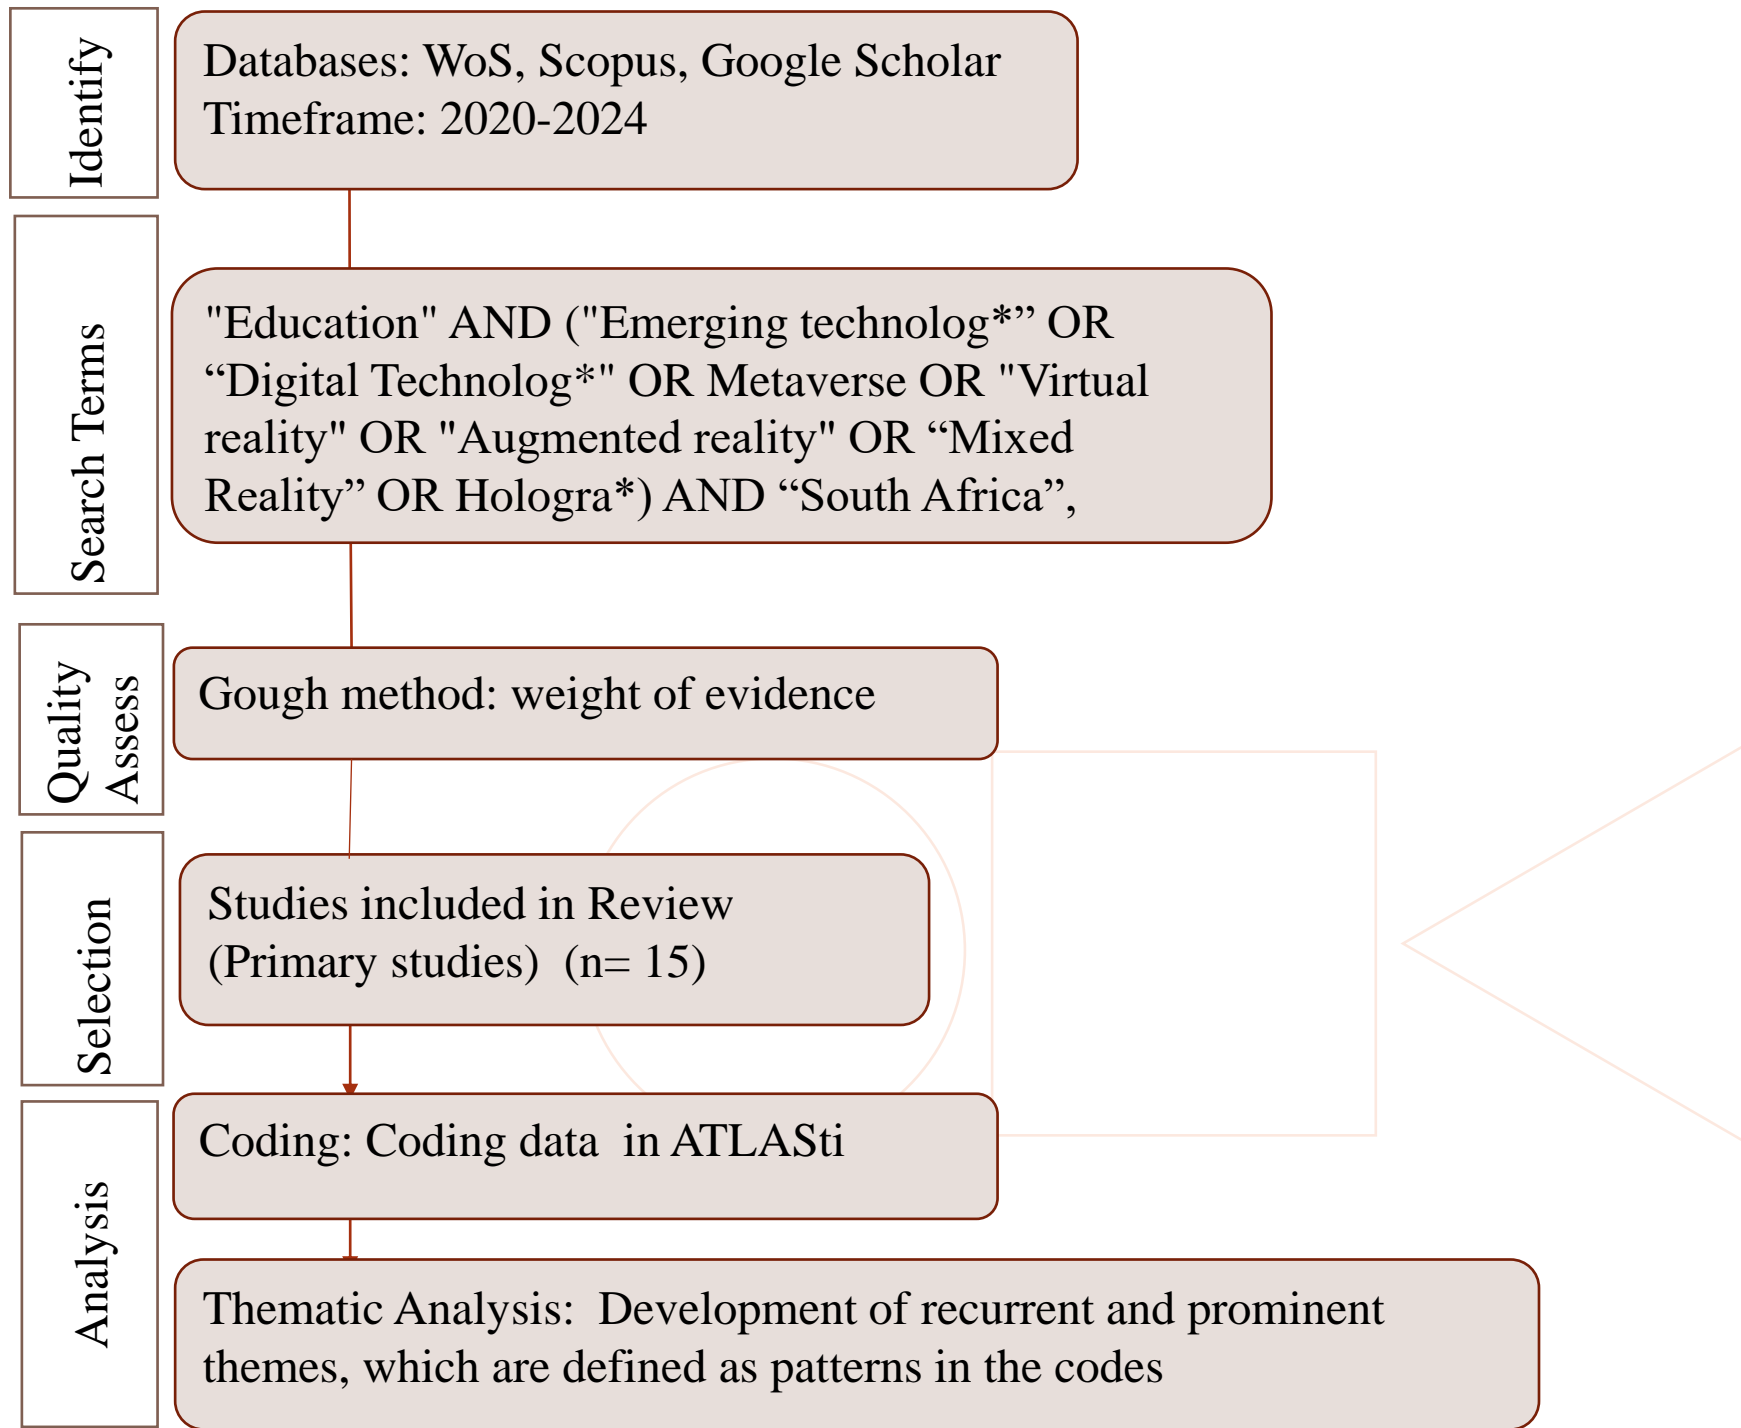 Identify
Databases: WoS, Scopus, Google Scholar
Timeframe: 2020-2024
Search Terms
"Education" AND ("Emerging technolog*” OR
“Digital Technolog*" OR Metaverse OR "Virtual
reality" OR "Augmented reality" OR “Mixed
Reality” OR Hologra*) AND “South Africa”,
Quality
Assess
Gough method: weight of evidence
Selection
Studies included in Review
(Primary studies)  (n= 15)
Analysis
Coding: Coding data  in ATLASti
Thematic Analysis:  Development of recurrent and prominent
themes, which are defined as patterns in the codes